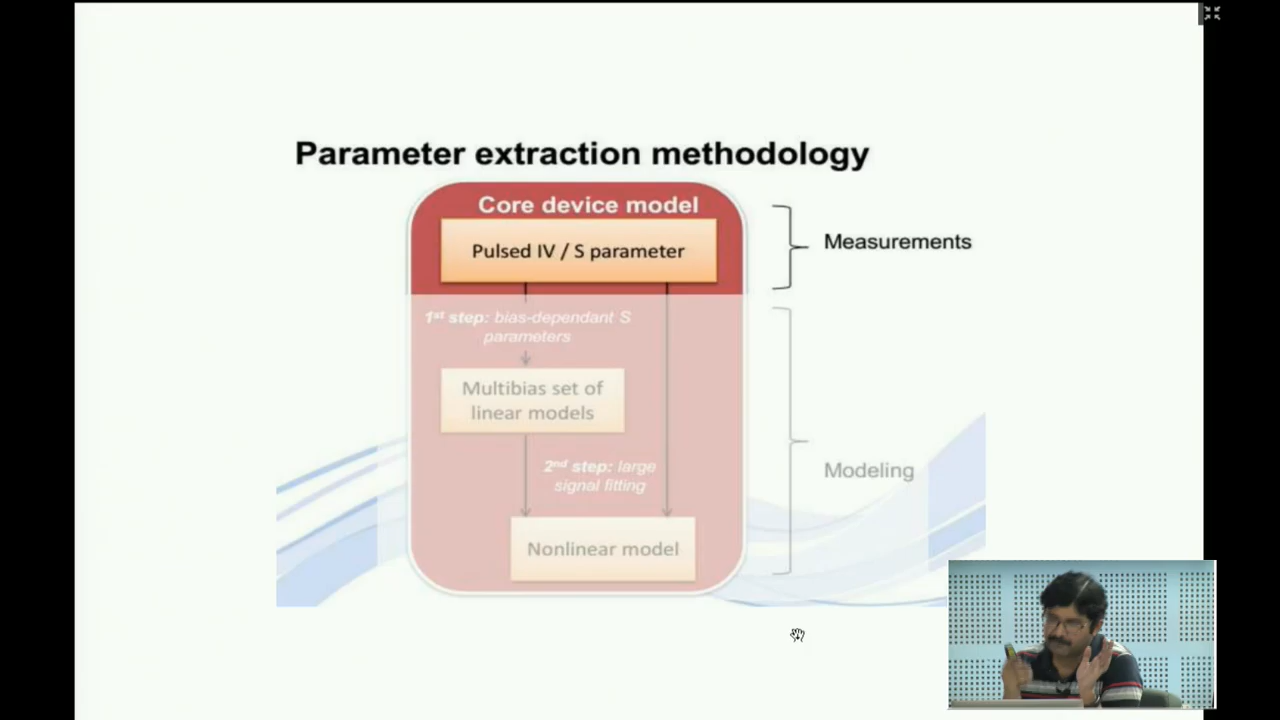 Parameter extraction methodology
Core device model
Pulsed IV / S parameter
Measurements
1st step: bias-dependant S
parameters
Multibias set of
linear models
2nd step: large
signal fitting
Modeling
Nonlinear model